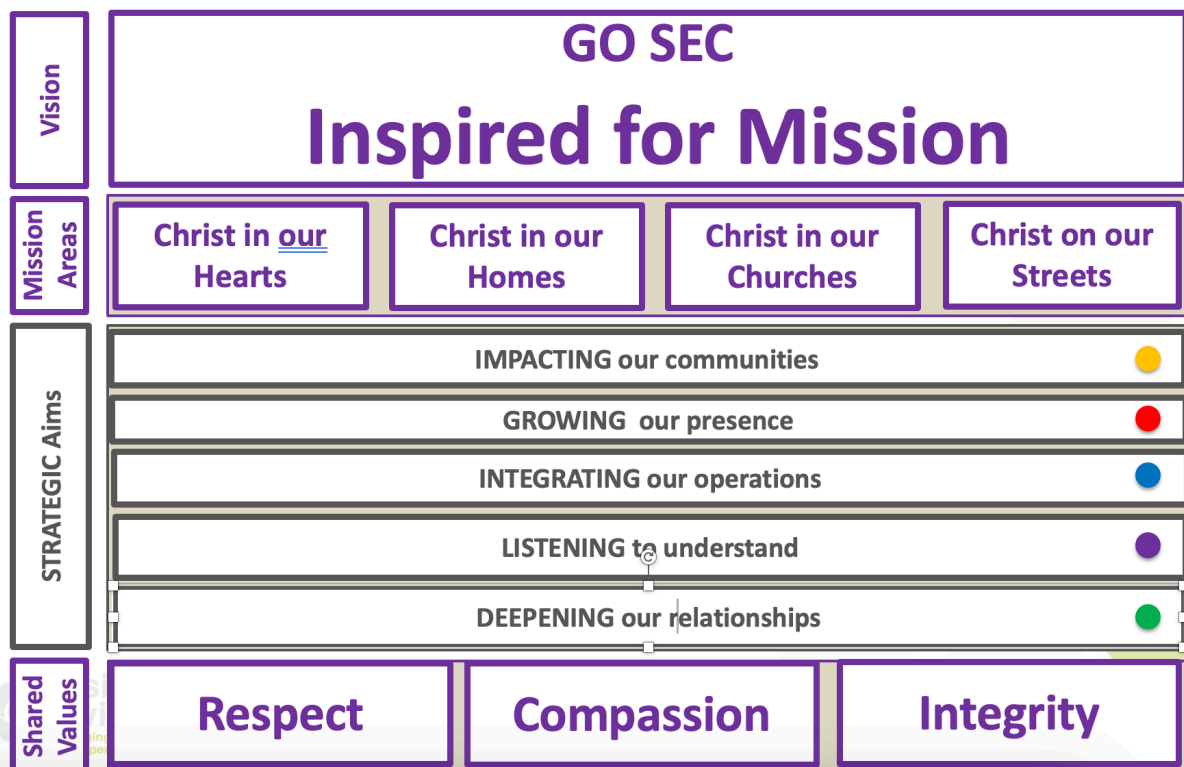 Vision
GO SEC
Inspired for Mission
Mission
Areas
Christ in our
Hearts
Christ in our
Homes
Christ in our
Churches
Christ on our
Streets
STRATEGIC Aims
IMPACTING our communities
GROWING our presence
INTEGRATING our operations
LISTENING to understand
DEEPENING our relationships
Shared
Values
Respect
Compassion
Integrity